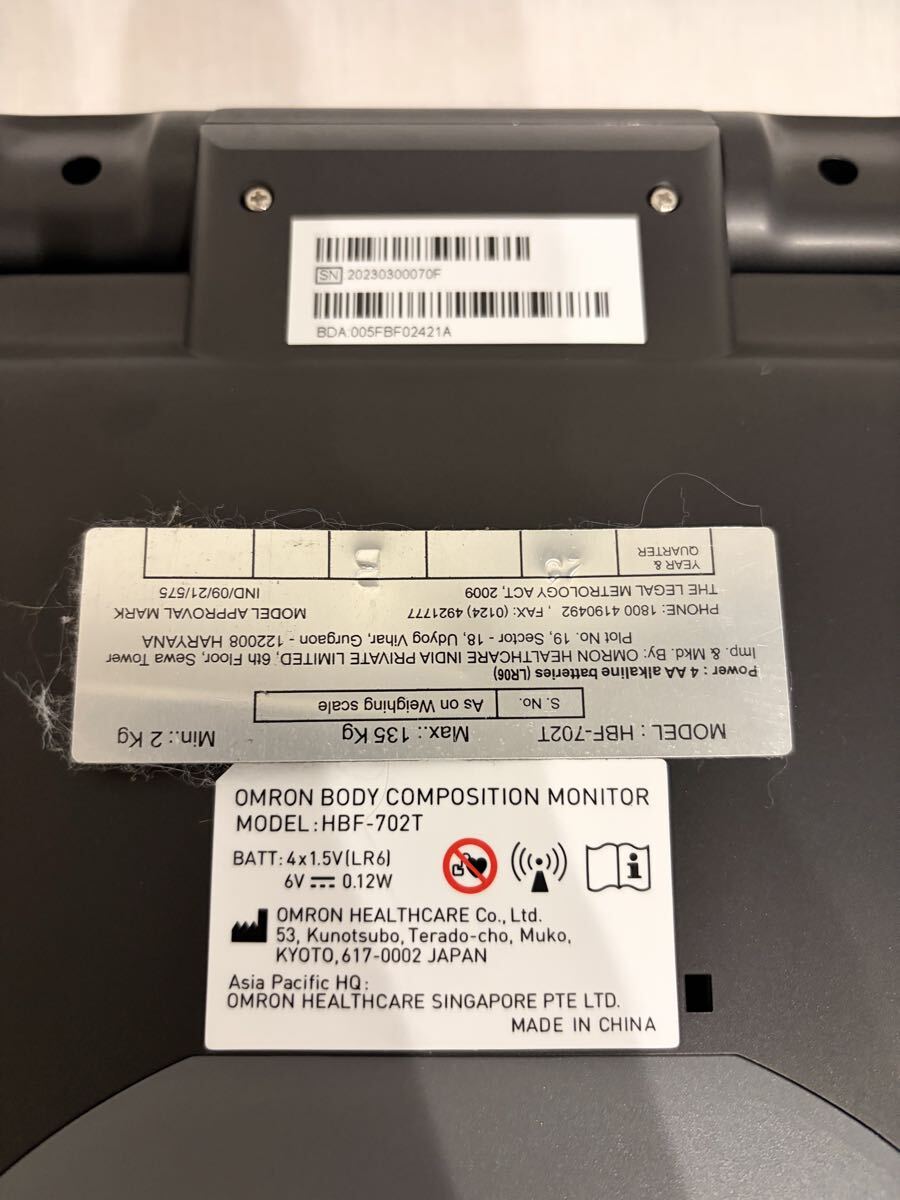 SN 20230300070F
BDA:005FBF02421A
MODEL : HBF-702T Max.: 135 Kg Min.: 2 Kg
S. No. As on Weighing scale
Power : 4 AA alkaline batteries (LR06)
Imp. & Mkd. By: OMRON HEALTHCARE INDIA PRIVATE LIMITED, 6th Floor, Sewa Tower
Plot No. 19, Sector - 18, Udyog Vihar, Gurgaon - 122008 HARYANA
PHONE: 1800 4190492 , FAX: (0124) 4921777 MODEL APPROVAL MARK
THE LEGAL METROLOGY ACT, 2009 IND/09/21/575
YEAR &
QUARTER
OMRON BODY COMPOSITION MONITOR
MODEL:HBF-702T
BATT: 4x1.5V(LR6)
6V 0.12W
OMRON HEALTHCARE Co., Ltd.
53, Kunotsubo, Terado-cho, Muko,
KYOTO, 617-0002 JAPAN
Asia Pacific HQ:
OMRON HEALTHCARE SINGAPORE PTE LTD.
MADE IN CHINA